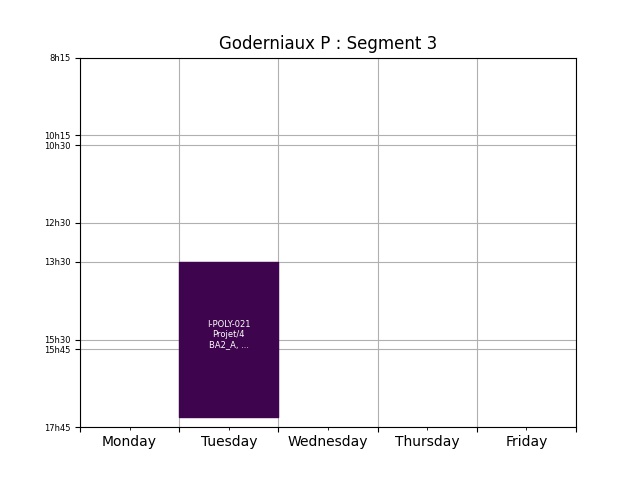 Goderniaux P : Segment 3
8h15
10h15
10h30
12h30
13h30
I-POLY-021
Projet/4
BA2_A, ...
15h30
15h45
17h45
Monday Tuesday Wednesday Thursday Friday